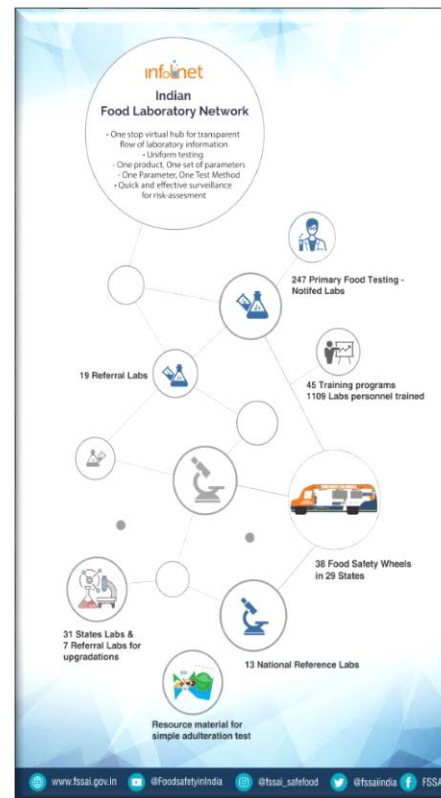 infolnet
Indian
Food Laboratory Network
• One stop virtual hub for transparent
flow of laboratory information
• Uniform testing
- One product, One set of parameters
- One Parameter, One Test Method
• Quick and effective surveillance
for risk-assesment
247 Primary Food Testing -
Notifed Labs
19 Referral Labs
45 Training programs
1109 Labs personnel trained
38 Food Safety Wheels
in 29 States
31 States Labs &
7 Referral Labs for
upgradations
13 National Reference Labs
Resource material for
simple adulteration test
www.fssai.gov.in @FoodsafetyinIndia @fssai_safefood @fssaiindia FSSA